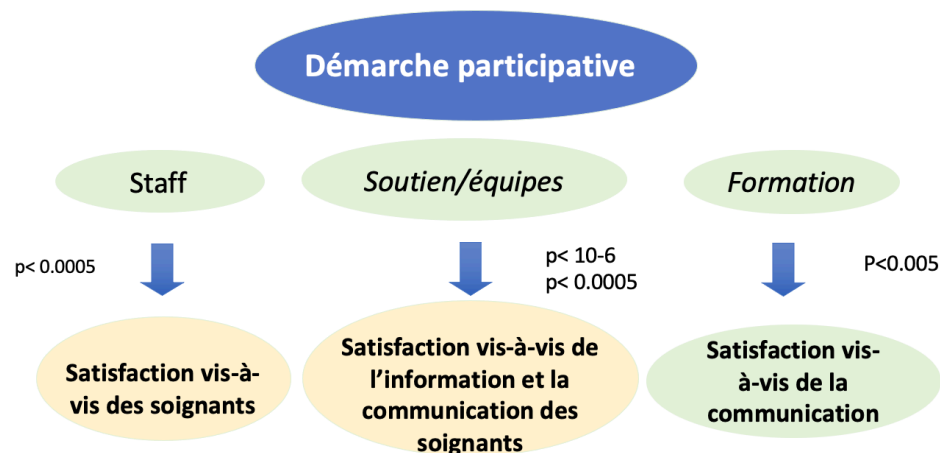 Démarche participative
Staff
Soutien/équipes
Formation
p< 0.0005
p< 10-6
p< 0.0005
P<0.005
Satisfaction vis-à-
vis des soignants
Satisfaction vis-à-vis de
l’information et la
communication des
soignants
Satisfaction vis-
à-vis de la
communication